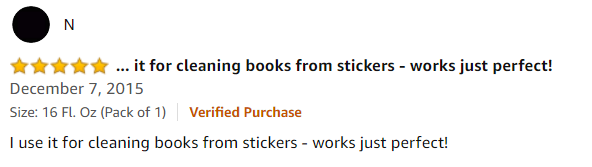 N
... it for cleaning books from stickers - works just perfect!
December 7, 2015
Size: 16 Fl. Oz (Pack of 1) Verified Purchase
I use it for cleaning books from stickers - works just perfect!